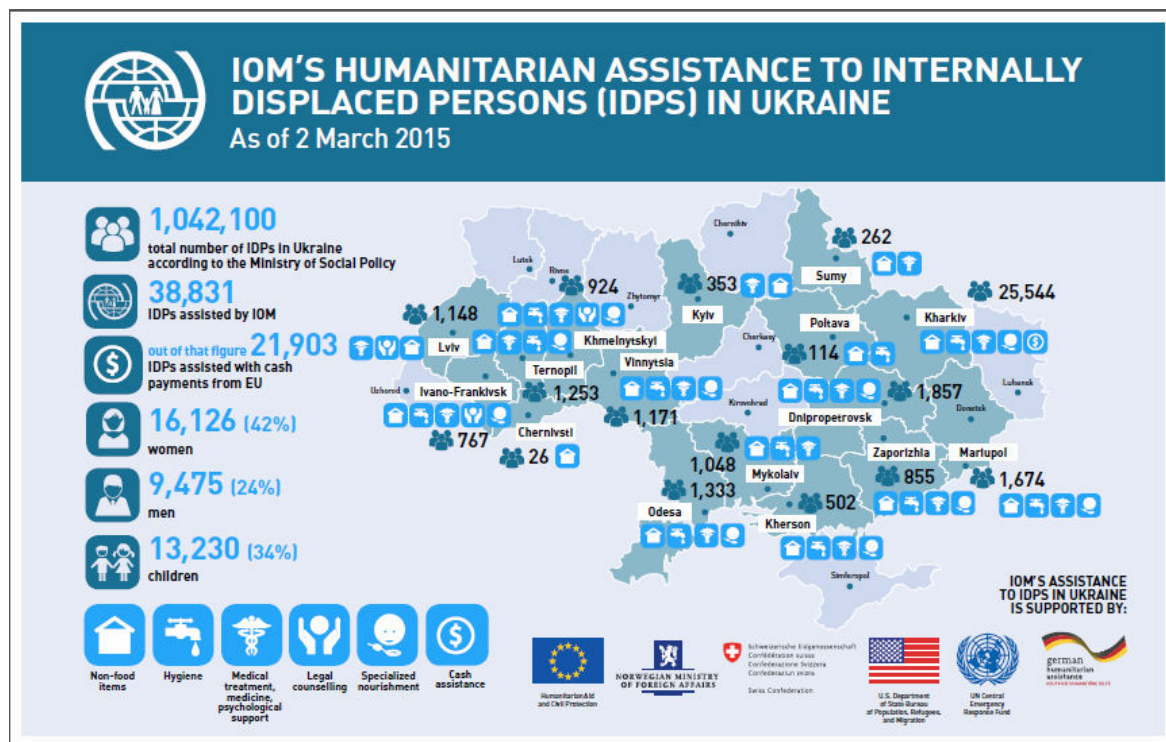 IOM'S HUMANITARIAN ASSISTANCE TO INTERNALLY
DISPLACED PERSONS (IDPS) IN UKRAINE
As of 2 March 2015
1,042,100
total number of IDPs in Ukraine
according to the Ministry of Social Policy
38,831
IDPs assisted by IOM
out of that figure 21,903
IDPs assisted with cash
payments from EU
16,126 (42%)
women
9,475 (24%)
men
13,230 (34%)
children
Chernihiv
262
Sumy
Lutsk
Rivne
924
Zhytomyr
353
Kyiv
25,544
Kharkiv
1,148
Lviv
Khmelnytskyi
Poltava
114
Cherkasy
Ternopil
Vinnytsia
Luhansk
Uzhorod
Ivano-Frankivsk
1,253
Kirovohrad
Dnipropetrovsk
1,857
Donetsk
767
Chernivsti
26
1,171
1,048
Mykolaiv
Zaporizhia
855
Mariupol
1,674
1,333
Odesa
502
Kherson
Simferopol
Non-food
items
Hygiene
Medical
treatment,
medicine,
psychological
support
Legal
counselling
Specialized
nourishment
Cash
assistance
IOM'S ASSISTANCE
TO IDPS IN UKRAINE
IS SUPPORTED BY:
Humanitarian Aid
and Civil Protection
NORWEGIAN MINISTRY
OF FOREIGN AFFAIRS
Schweizerische Eidgenossenschaft
Confédération suisse
Confederazione Svizzera
Confederaziun svizra
Swiss Confederation
U.S. Department
of State Bureau
of Population, Refugees,
and Migration
UN Central
Emergency
Response Fund
german
humanitarian
assistance